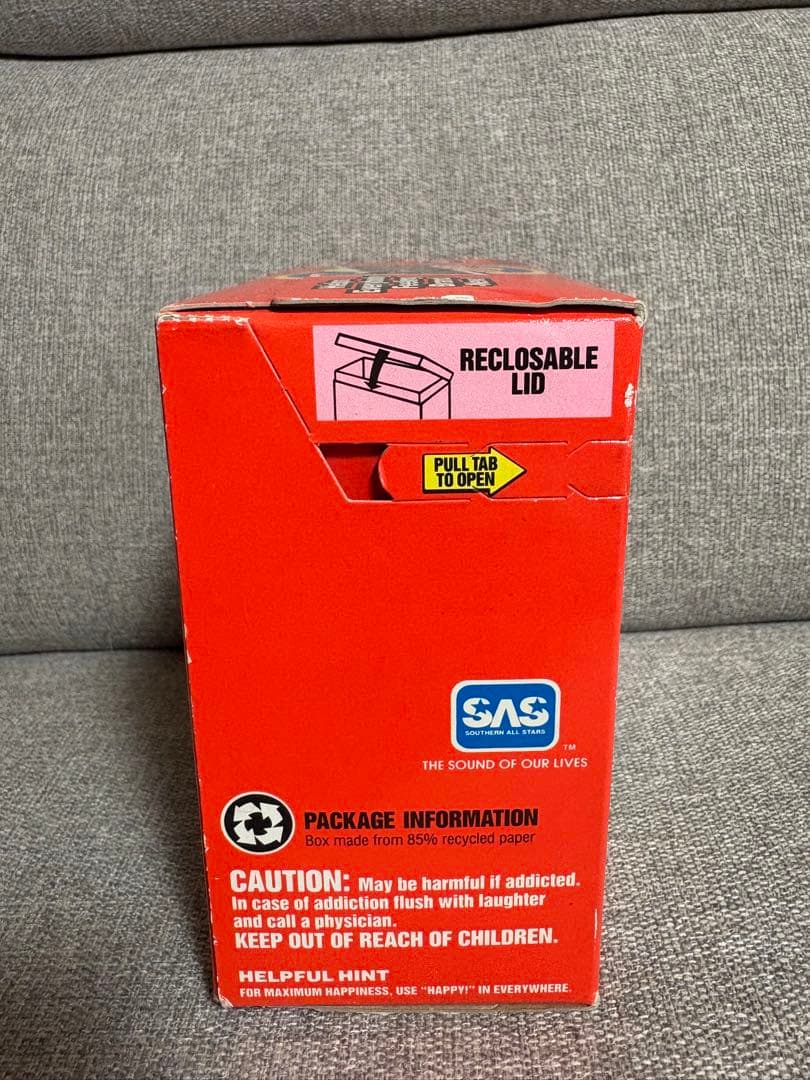 RECLOSABLE
LID
PULL TAB
TO OPEN
SAS
SOUTHERN ALL STARS
TM
THE SOUND OF OUR LIVES
PACKAGE INFORMATION
Box made from 85% recycled paper
CAUTION: May be harmful if addicted.
In case of addiction flush with laughter
and call a physician.
KEEP OUT OF REACH OF CHILDREN.
HELPFUL HINT
FOR MAXIMUM HAPPINESS, USE "HAPPY!" IN EVERYWHERE.